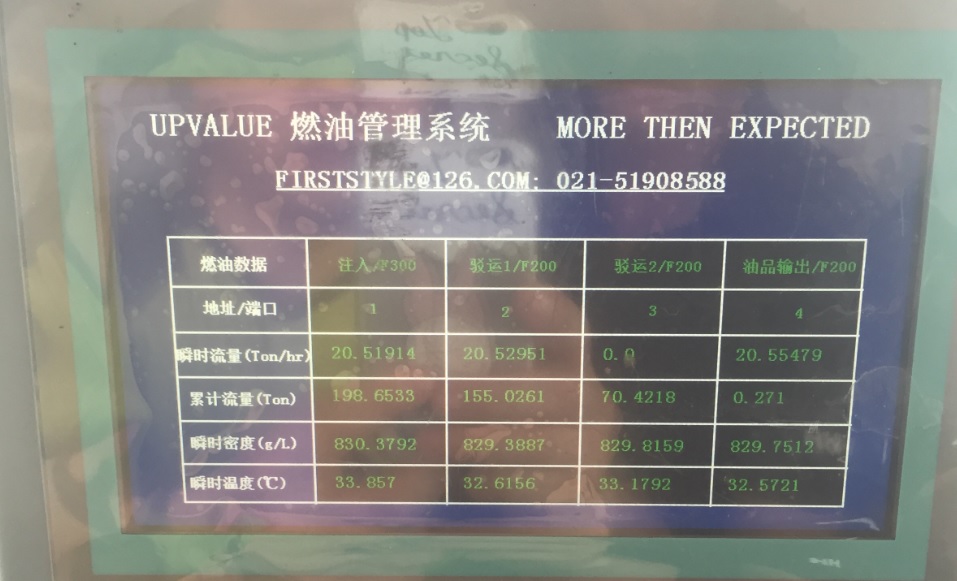 UPVALUE 燃油管理系统 MORE THEN EXPECTED
FIRSTSTYLE@126.COM: 021-51908588
燃油数据 注入/F300 驳运1/F200 驳运2/F200 油品输出/F200
地址/端口 1 2 3 4
瞬时流量(Ton/hr) 20.51914 20.52951 0.0 20.55479
累计流量(Ton) 198.6533 155.0261 70.4218 0.271
瞬时密度(g/L) 830.3792 829.3887 829.8159 829.7512
瞬时温度(℃) 33.857 32.6156 33.1792 32.5721